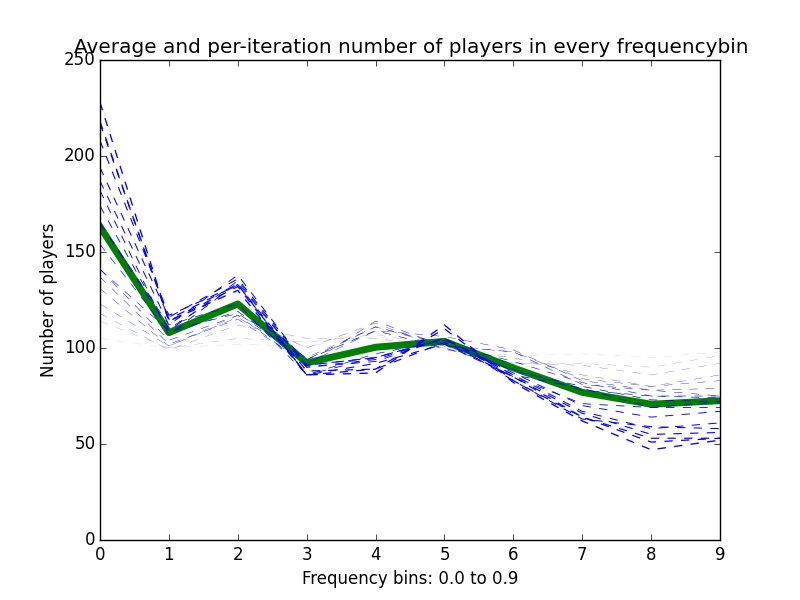 Average and per-iteration number of players in every frequencybin
250
200
150
100
50
0
Number of players
0 1 2 3 4 5 6 7 8 9
Frequency bins: 0.0 to 0.9